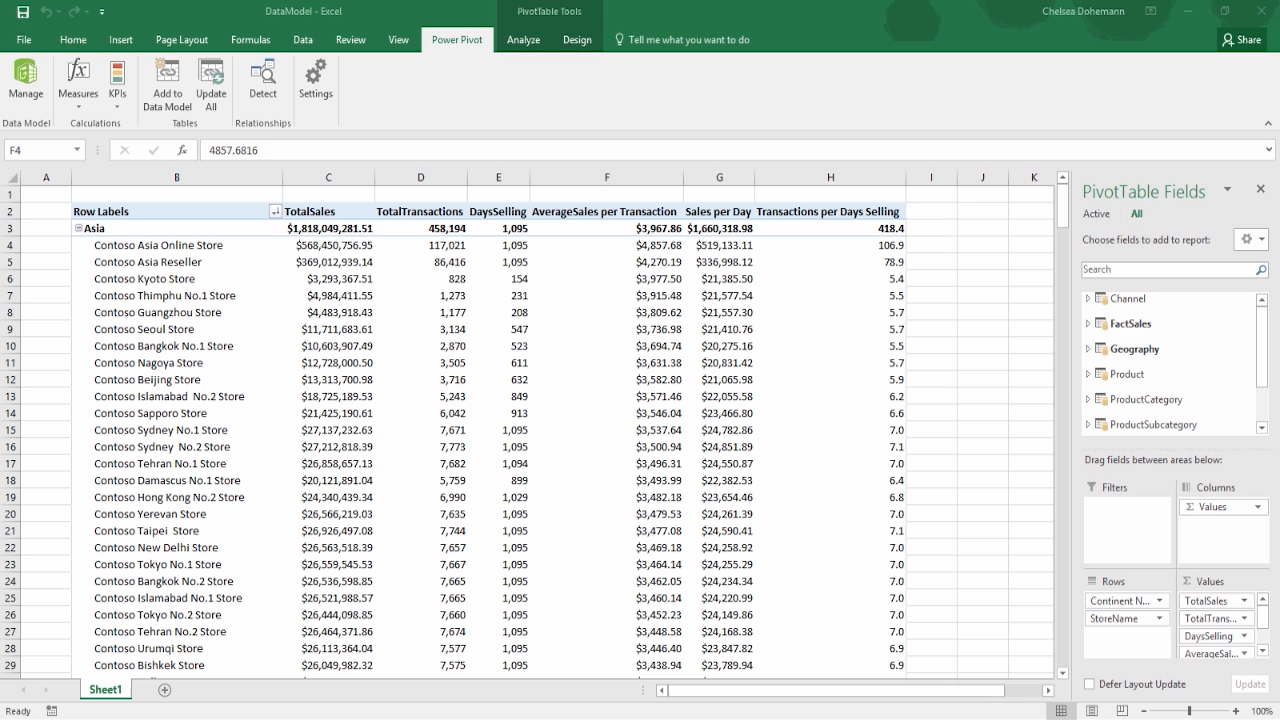 DataModel - Excel
PivotTable Tools
Chelsea Dohemann
File Home Insert Page Layout Formulas Data Review View Power Pivot Analyze Design Tell me what you want to do Share
Manage Measures KPIs Add to Data Model Update All Detect Settings
Data Model Calculations Tables Relationships
F4 fx 4857.6816
A B C D E F G H I J K
1
2 Row Labels TotalSales TotalTransactions DaysSelling AverageSales per Transaction Sales per Day Transactions per Days Selling
3 Asia $1,818,049,281.51 458,194 1,095 $3,967.86 $1,660,318.98 418.4
4 Contoso Asia Online Store $568,450,756.95 117,021 1,095 $4,857.68 $519,133.11 106.9
5 Contoso Asia Reseller $369,012,939.14 86,416 1,095 $4,270.19 $336,998.12 78.9
6 Contoso Kyoto Store $3,293,367.51 828 154 $3,977.50 $21,385.50 5.4
7 Contoso Thimphu No.1 Store $4,984,411.55 1,273 231 $3,915.48 $21,577.54 5.5
8 Contoso Guangzhou Store $4,483,918.43 1,177 208 $3,809.62 $21,557.30 5.7
9 Contoso Seoul Store $11,711,683.61 3,134 547 $3,736.98 $21,410.76 5.7
10 Contoso Bangkok No.1 Store $10,603,907.49 2,870 523 $3,694.74 $20,275.16 5.5
11 Contoso Nagoya Store $12,728,000.50 3,505 611 $3,631.38 $20,831.42 5.7
12 Contoso Beijing Store $13,313,700.98 3,716 632 $3,582.80 $21,065.98 5.9
13 Contoso Islamabad No.2 Store $18,725,189.53 5,243 849 $3,571.46 $22,055.58 6.2
14 Contoso Sapporo Store $21,425,190.61 6,042 913 $3,546.04 $23,466.80 6.6
15 Contoso Sydney No.1 Store $27,137,232.63 7,671 1,095 $3,537.64 $24,782.86 7.0
16 Contoso Sydney No.2 Store $27,212,818.39 7,773 1,095 $3,500.94 $24,851.89 7.1
17 Contoso Tehran No.1 Store $26,858,657.13 7,682 1,094 $3,496.31 $24,550.87 7.0
18 Contoso Damascus No.1 Store $20,121,891.04 5,759 899 $3,493.99 $22,382.53 6.4
19 Contoso Hong Kong No.2 Store $24,340,439.34 6,990 1,029 $3,482.18 $23,654.46 6.8
20 Contoso Yerevan Store $26,566,219.03 7,635 1,095 $3,479.53 $24,261.39 7.0
21 Contoso Taipei Store $26,926,497.08 7,744 1,095 $3,477.08 $24,590.41 7.1
22 Contoso New Delhi Store $26,563,518.39 7,657 1,095 $3,469.18 $24,258.92 7.0
23 Contoso Tokyo No.1 Store $26,559,545.53 7,667 1,095 $3,464.14 $24,255.29 7.0
24 Contoso Bangkok No.2 Store $26,536,598.85 7,665 1,095 $3,462.05 $24,234.34 7.0
25 Contoso Islamabad No.1 Store $26,521,988.57 7,665 1,095 $3,460.14 $24,220.99 7.0
26 Contoso Tokyo No.2 Store $26,444,098.85 7,660 1,095 $3,452.23 $24,149.86 7.0
27 Contoso Tehran No.2 Store $26,464,371.86 7,674 1,095 $3,448.58 $24,168.38 7.0
28 Contoso Urumqi Store $26,113,364.04 7,577 1,095 $3,446.40 $23,847.82 6.9
29 Contoso Bishkek Store $26,049,982.32 7,575 1,095 $3,438.94 $23,789.94 6.9
PivotTable Fields
Active All
Choose fields to add to report:
Search
Channel
FactSales
Geography
Product
ProductCategory
ProductSubcategory
Drag fields between areas below:
Filters
Columns
Σ Values
Rows
Continent N...
StoreName
Σ Values
TotalSales
TotalTrans...
DaysSelling
AverageSal...
Defer Layout Update Update
Sheet1
Ready 100%